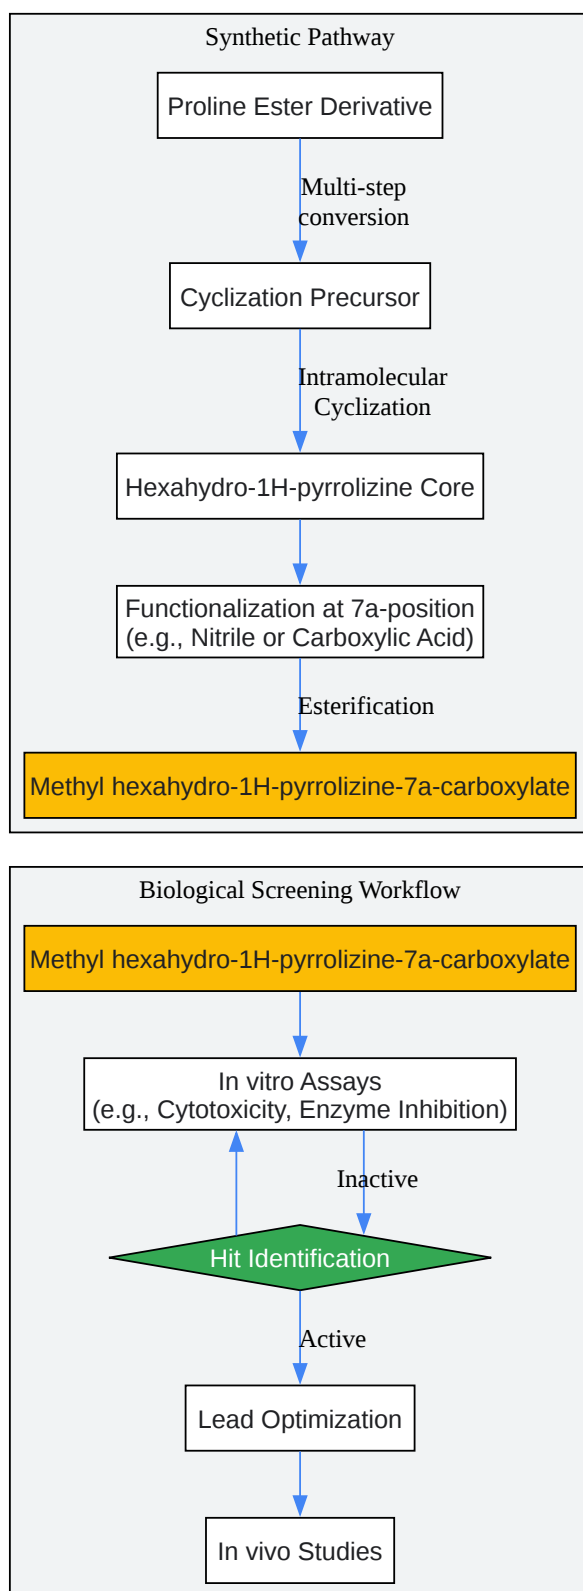 Synthetic Pathway
Proline Ester Derivative
Multi-step
conversion
Cyclization Precursor
Intramolecular
Cyclization
Hexahydro-1H-pyrrolizine Core
Functionalization at 7a-position
(e.g., Nitrile or Carboxylic Acid)
Esterification
Methyl hexahydro-1H-pyrrolizine-7a-carboxylate
Biological Screening Workflow
Methyl hexahydro-1H-pyrrolizine-7a-carboxylate
In vitro Assays
(e.g., Cytotoxicity, Enzyme Inhibition)
Inactive
Hit Identification
Active
Lead Optimization
In vivo Studies